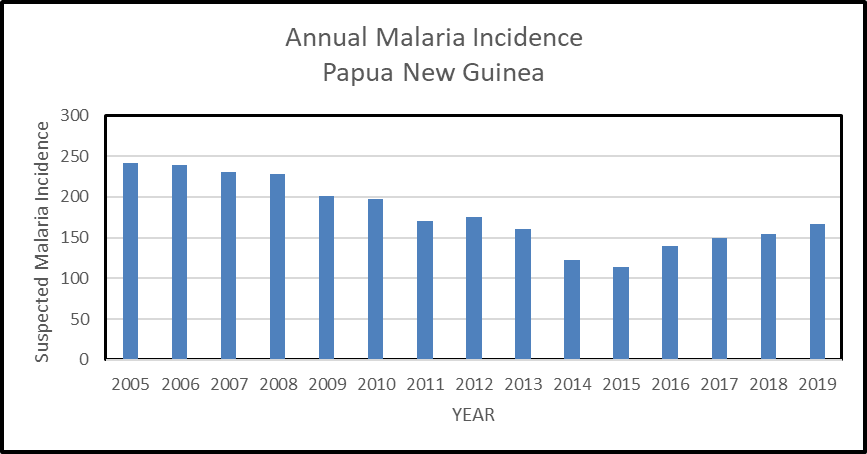 Annual Malaria Incidence
Papua New Guinea
Suspected Malaria Incidence
300
250
200
150
100
50
0
2005 2006 2007 2008 2009 2010 2011 2012 2013 2014 2015 2016 2017 2018 2019
YEAR